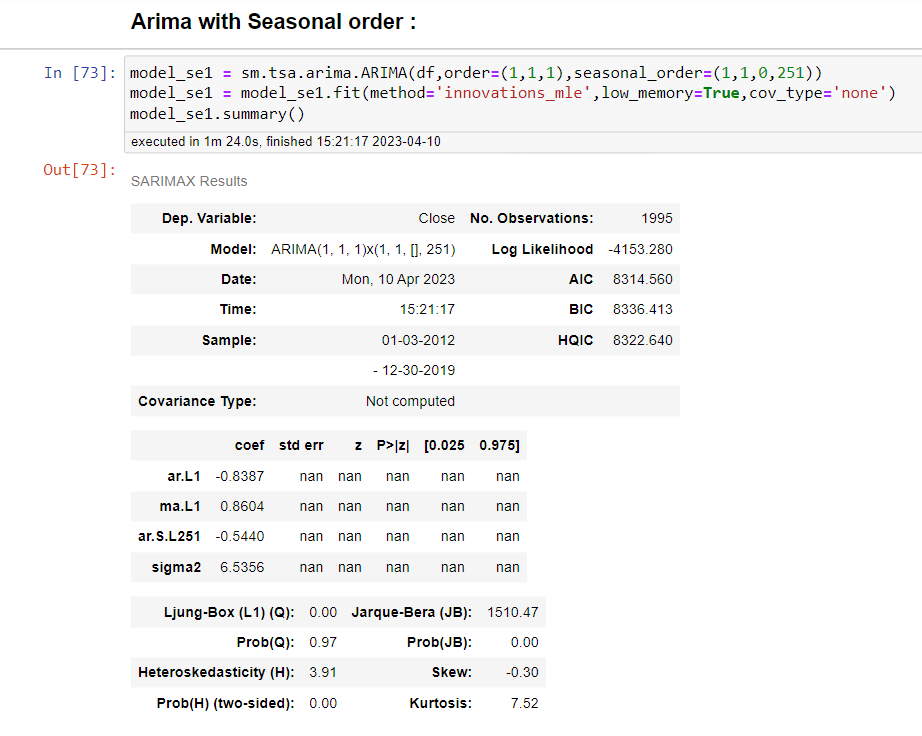 Arima with Seasonal order :
In [73]: model_se1 = sm.tsa.arima.ARIMA(df,order=(1,1,1),seasonal_order=(1,1,0,251))
model_se1 = model_se1.fit(method='innovations_mle',low_memory=True,cov_type='none')
model_se1.summary()
executed in 1m 24.0s, finished 15:21:17 2023-04-10
Out[73]:
SARIMAX Results
Dep. Variable: Close No. Observations: 1995
Model: ARIMA(1, 1, 1)x(1, 1, [], 251) Log Likelihood -4153.280
Date: Mon, 10 Apr 2023 AIC 8314.560
Time: 15:21:17 BIC 8336.413
Sample: 01-03-2012 HQIC 8322.640
- 12-30-2019
Covariance Type: Not computed
coef std err z P>|z| [0.025 0.975]
ar.L1 -0.8387 nan nan nan nan nan
ma.L1 0.8604 nan nan nan nan nan
ar.S.L251 -0.5440 nan nan nan nan nan
sigma2 6.5356 nan nan nan nan nan
Ljung-Box (L1) (Q): 0.00 Jarque-Bera (JB): 1510.47
Prob(Q): 0.97 Prob(JB): 0.00
Heteroskedasticity (H): 3.91 Skew: -0.30
Prob(H) (two-sided): 0.00 Kurtosis: 7.52